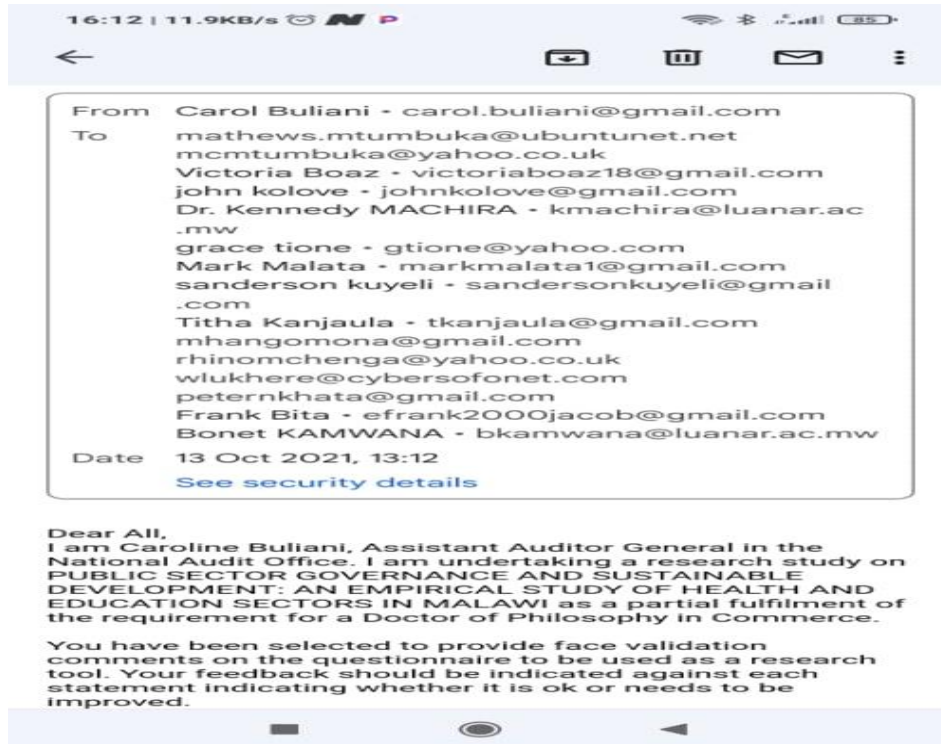 16:12 | 11.9KB/s
85
From Carol Buliani • carol.buliani@gmail.com
To mathews.mtumbuka@ubuntunet.net
mcmtumbuka@yahoo.co.uk
Victoria Boaz • victoriaboaz18@gmail.com
john kolove • johnkolove@gmail.com
Dr. Kennedy MACHIRA • kmachira@luanar.ac
.mw
grace tione • gtione@yahoo.com
Mark Malata • markmalata1@gmail.com
sanderson kuyeli • sandersonkuyeli@gmail
.com
Titha Kanjaula • tkanjaula@gmail.com
mhangomona@gmail.com
rhinomchenga@yahoo.co.uk
wlukhere@cybersofonet.com
peternkhata@gmail.com
Frank Bita • efrank2000jacob@gmail.com
Bonet KAMWANA • bkamwana@luanar.ac.mw
Date 13 Oct 2021, 13:12
See security details
Dear All,
I am Caroline Buliani, Assistant Auditor General in the
National Audit Office. I am undertaking a research study on
PUBLIC SECTOR GOVERNANCE AND SUSTAINABLE
DEVELOPMENT: AN EMPIRICAL STUDY OF HEALTH AND
EDUCATION SECTORS IN MALAWI as a partial fulfilment of
the requirement for a Doctor of Philosophy in Commerce.
You have been selected to provide face validation
comments on the questionnaire to be used as a research
tool. Your feedback should be indicated against each
statement indicating whether it is ok or needs to be
improved.